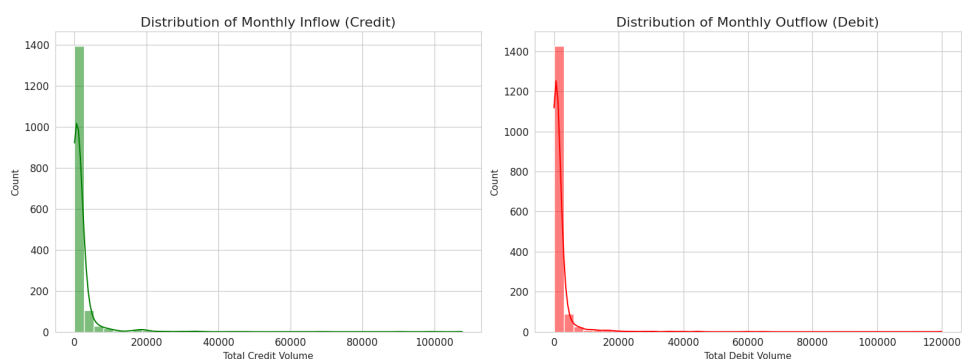 Distribution of Monthly Inflow (Credit)
1400
1200
1000
800
600
400
200
0
Count
0 20000 40000 60000 80000 100000
Total Credit Volume
Distribution of Monthly Outflow (Debit)
1400
1200
1000
800
600
400
200
0
Count
0 20000 40000 60000 80000 100000 120000
Total Debit Volume